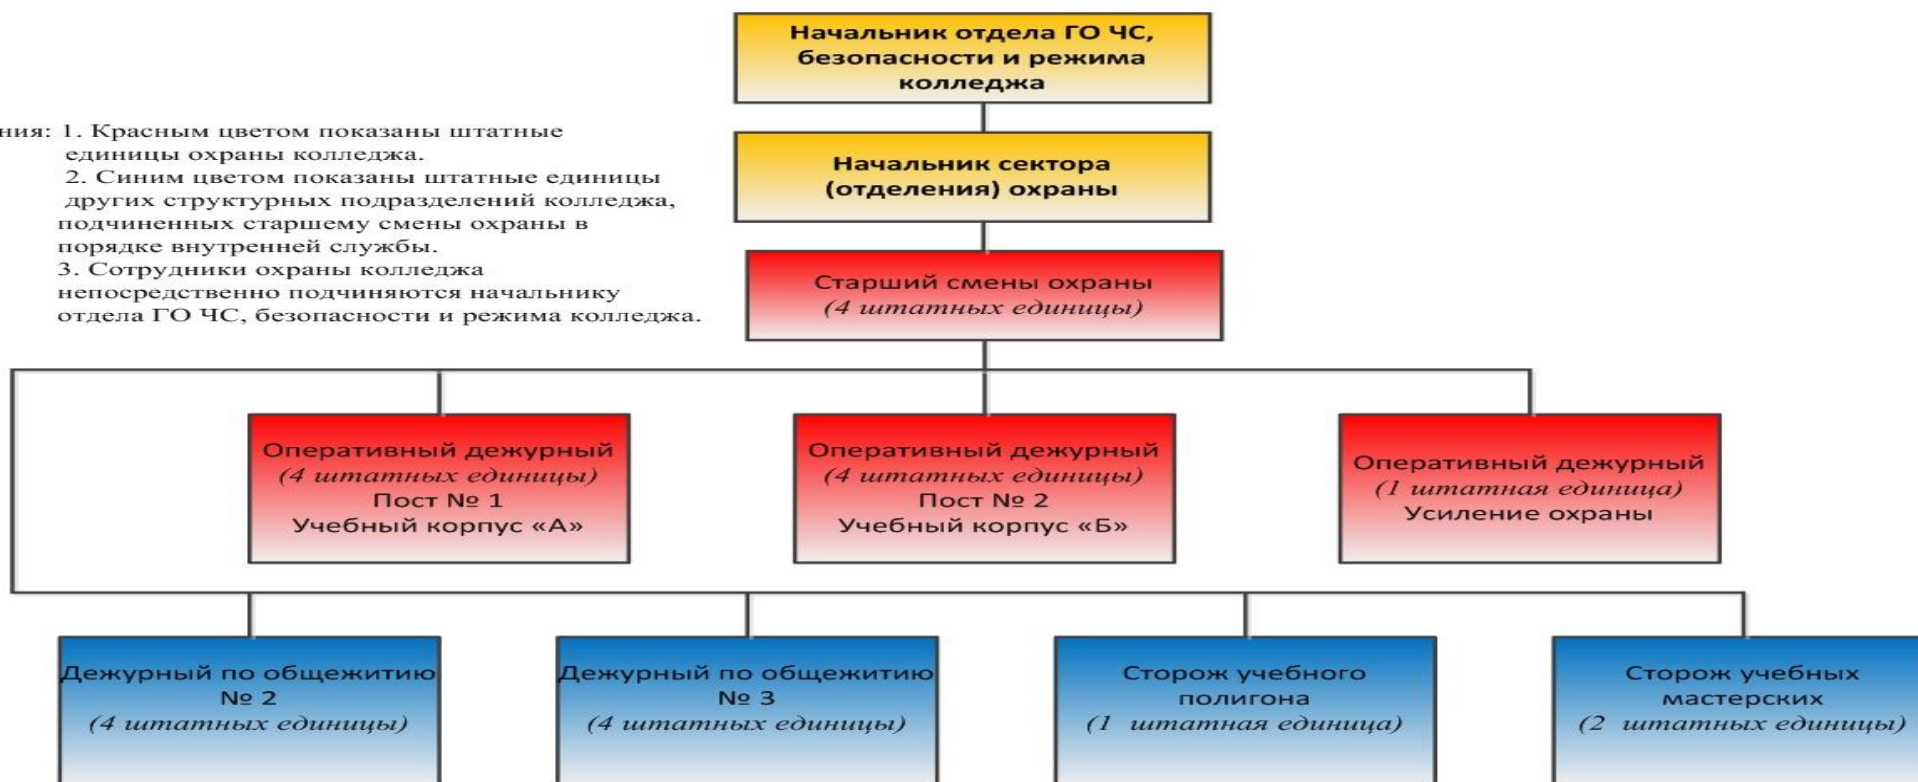 Начальник отдела ГО ЧС,
безопасности и режима
колледжа
Начальник сектора
(отделения) охраны
ния: 1. Красным цветом показаны штатные
единицы охраны колледжа.
2. Синим цветом показаны штатные единицы
других структурных подразделений колледжа,
подчиненных старшему смены охраны в
порядке внутренней службы.
3. Сотрудники охраны колледжа
непосредственно подчиняются начальнику
отдела ГО ЧС, безопасности и режима колледжа.
Старший смены охраны
(4 штатных единицы)
Оперативный дежурный
(4 штатных единицы)
Пост № 1
Учебный корпус «А»
Оперативный дежурный
(4 штатных единицы)
Пост № 2
Учебный корпус «Б»
Оперативный дежурный
(1 штатная единица)
Усиление охраны
Дежурный по общежитию
№ 2
(4 штатных единицы)
Дежурный по общежитию
№ 3
(4 штатных единицы)
Сторож учебного
полигона
(1 штатная единица)
Сторож учебных
мастерских
(2 штатных единицы)